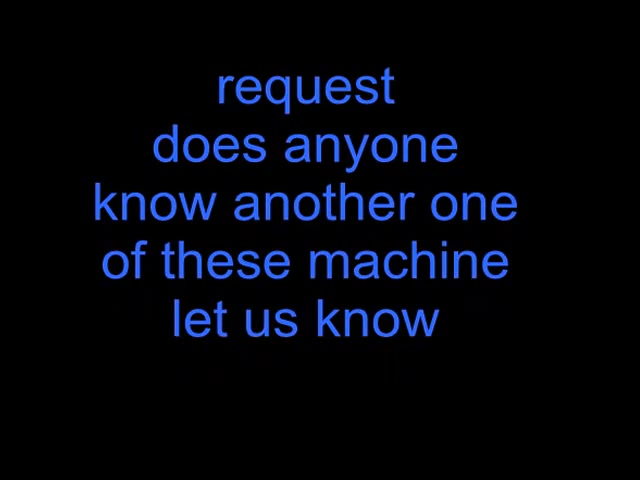 request
does anyone
know another one
of these machine
let us know